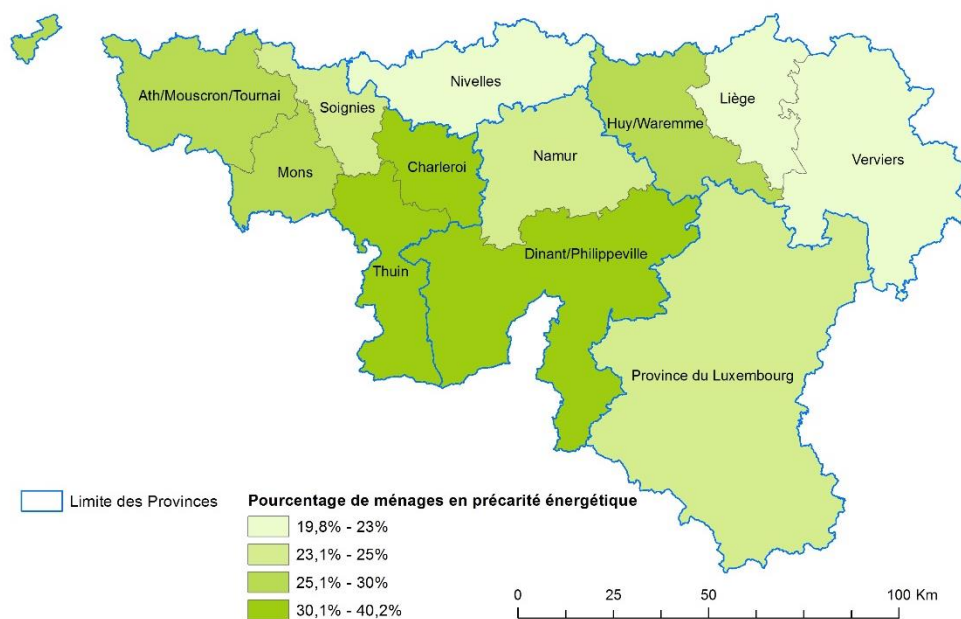 Nivelles
Ath/Mouscron/Tournai
Soignies
Liège
Huy/Waremme
Namur
Verviers
Charleroi
Mons
Dinant/Philippeville
Thuin
Province du Luxembourg
Limite des Provinces
Pourcentage de ménages en précarité énergétique
19,8% - 23%
23,1% - 25%
25,1% - 30%
30,1% - 40,2%
0 25 50 100 Km